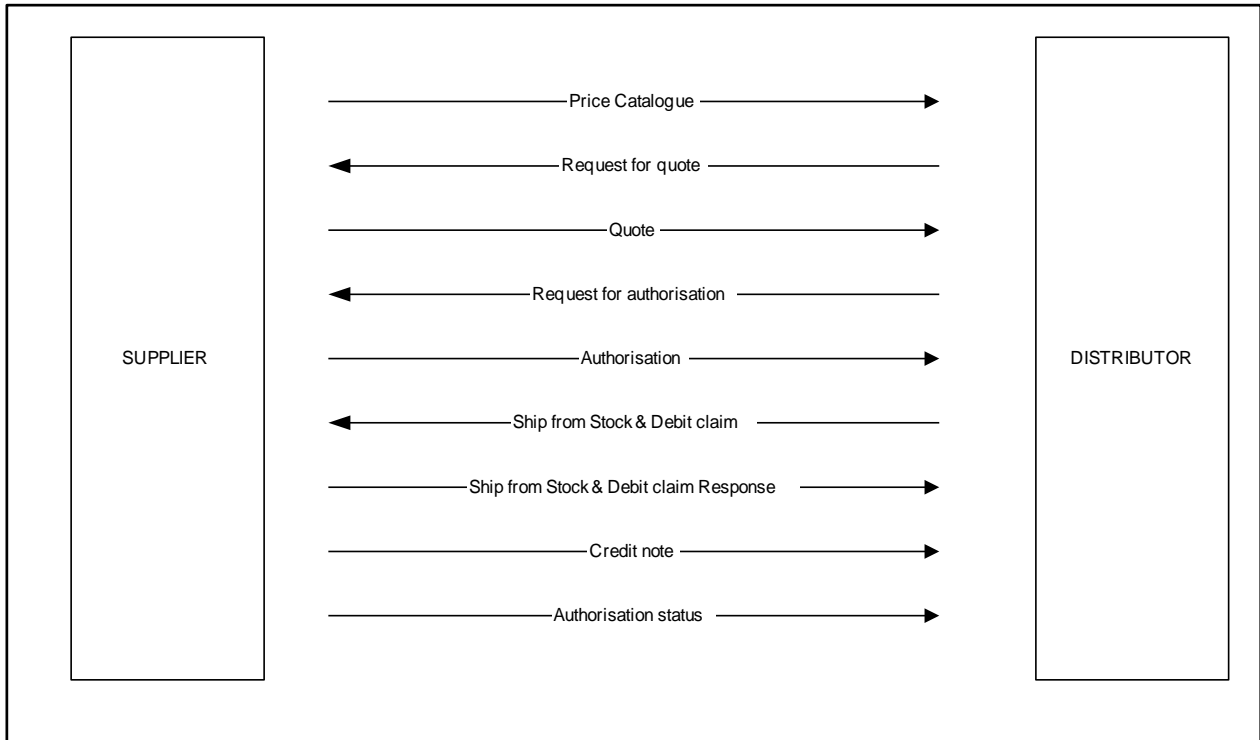 Price Catalogue
Request for quote
Quote
Request for authorisation
SUPPLIER
Authorisation
DISTRIBUTOR
Ship from Stock & Debit claim
Ship from Stock & Debit claim Response
Credit note
Authorisation status